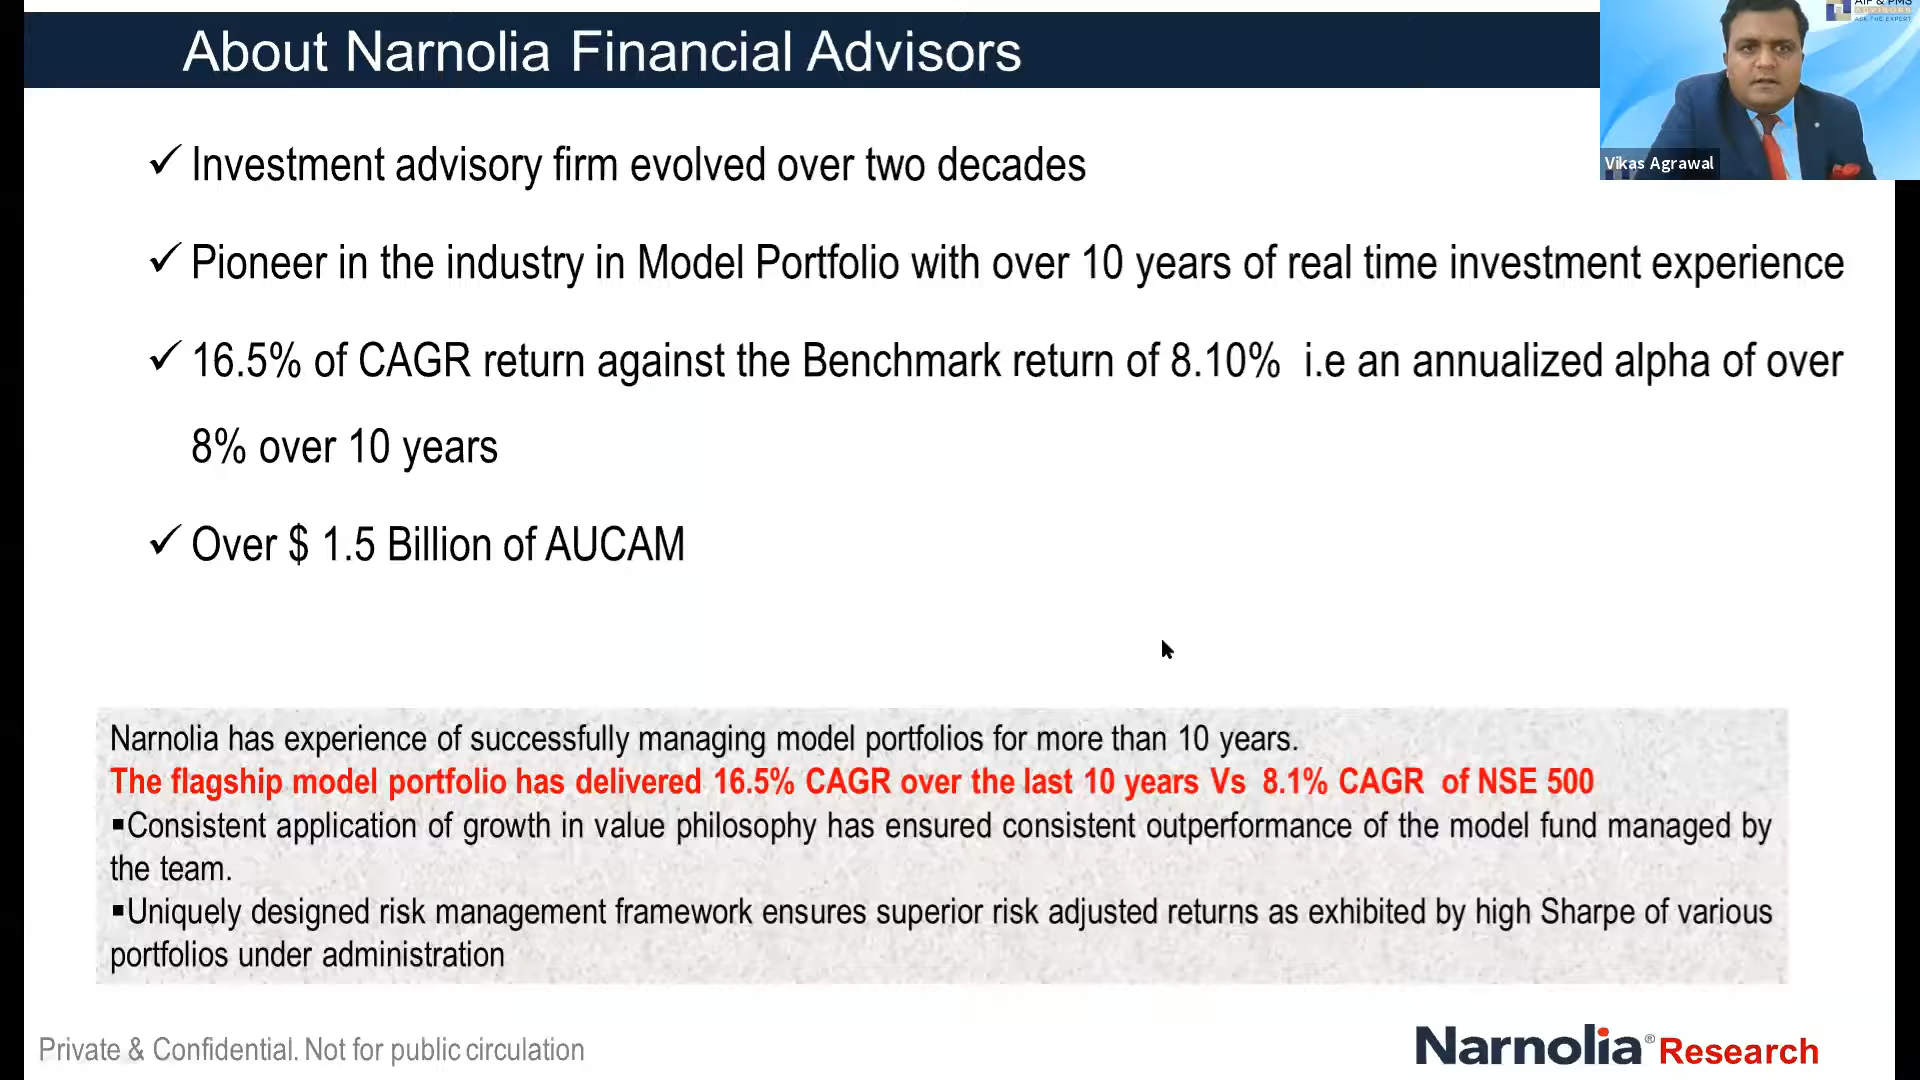 About Narnolia Financial Advisors
AIF & PMS
ASK THE EXPERT
Vikas Agrawal
✓ Investment advisory firm evolved over two decades
✓ Pioneer in the industry in Model Portfolio with over 10 years of real time investment experience
✓ 16.5% of CAGR return against the Benchmark return of 8.10% i.e an annualized alpha of over
8% over 10 years
✓ Over $ 1.5 Billion of AUCAM
Narnolia has experience of successfully managing model portfolios for more than 10 years.
The flagship model portfolio has delivered 16.5% CAGR over the last 10 years Vs 8.1% CAGR of NSE 500
▪Consistent application of growth in value philosophy has ensured consistent outperformance of the model fund managed by
the team.
▪Uniquely designed risk management framework ensures superior risk adjusted returns as exhibited by high Sharpe of various
portfolios under administration
Private & Confidential. Not for public circulation
Narnolia® Research